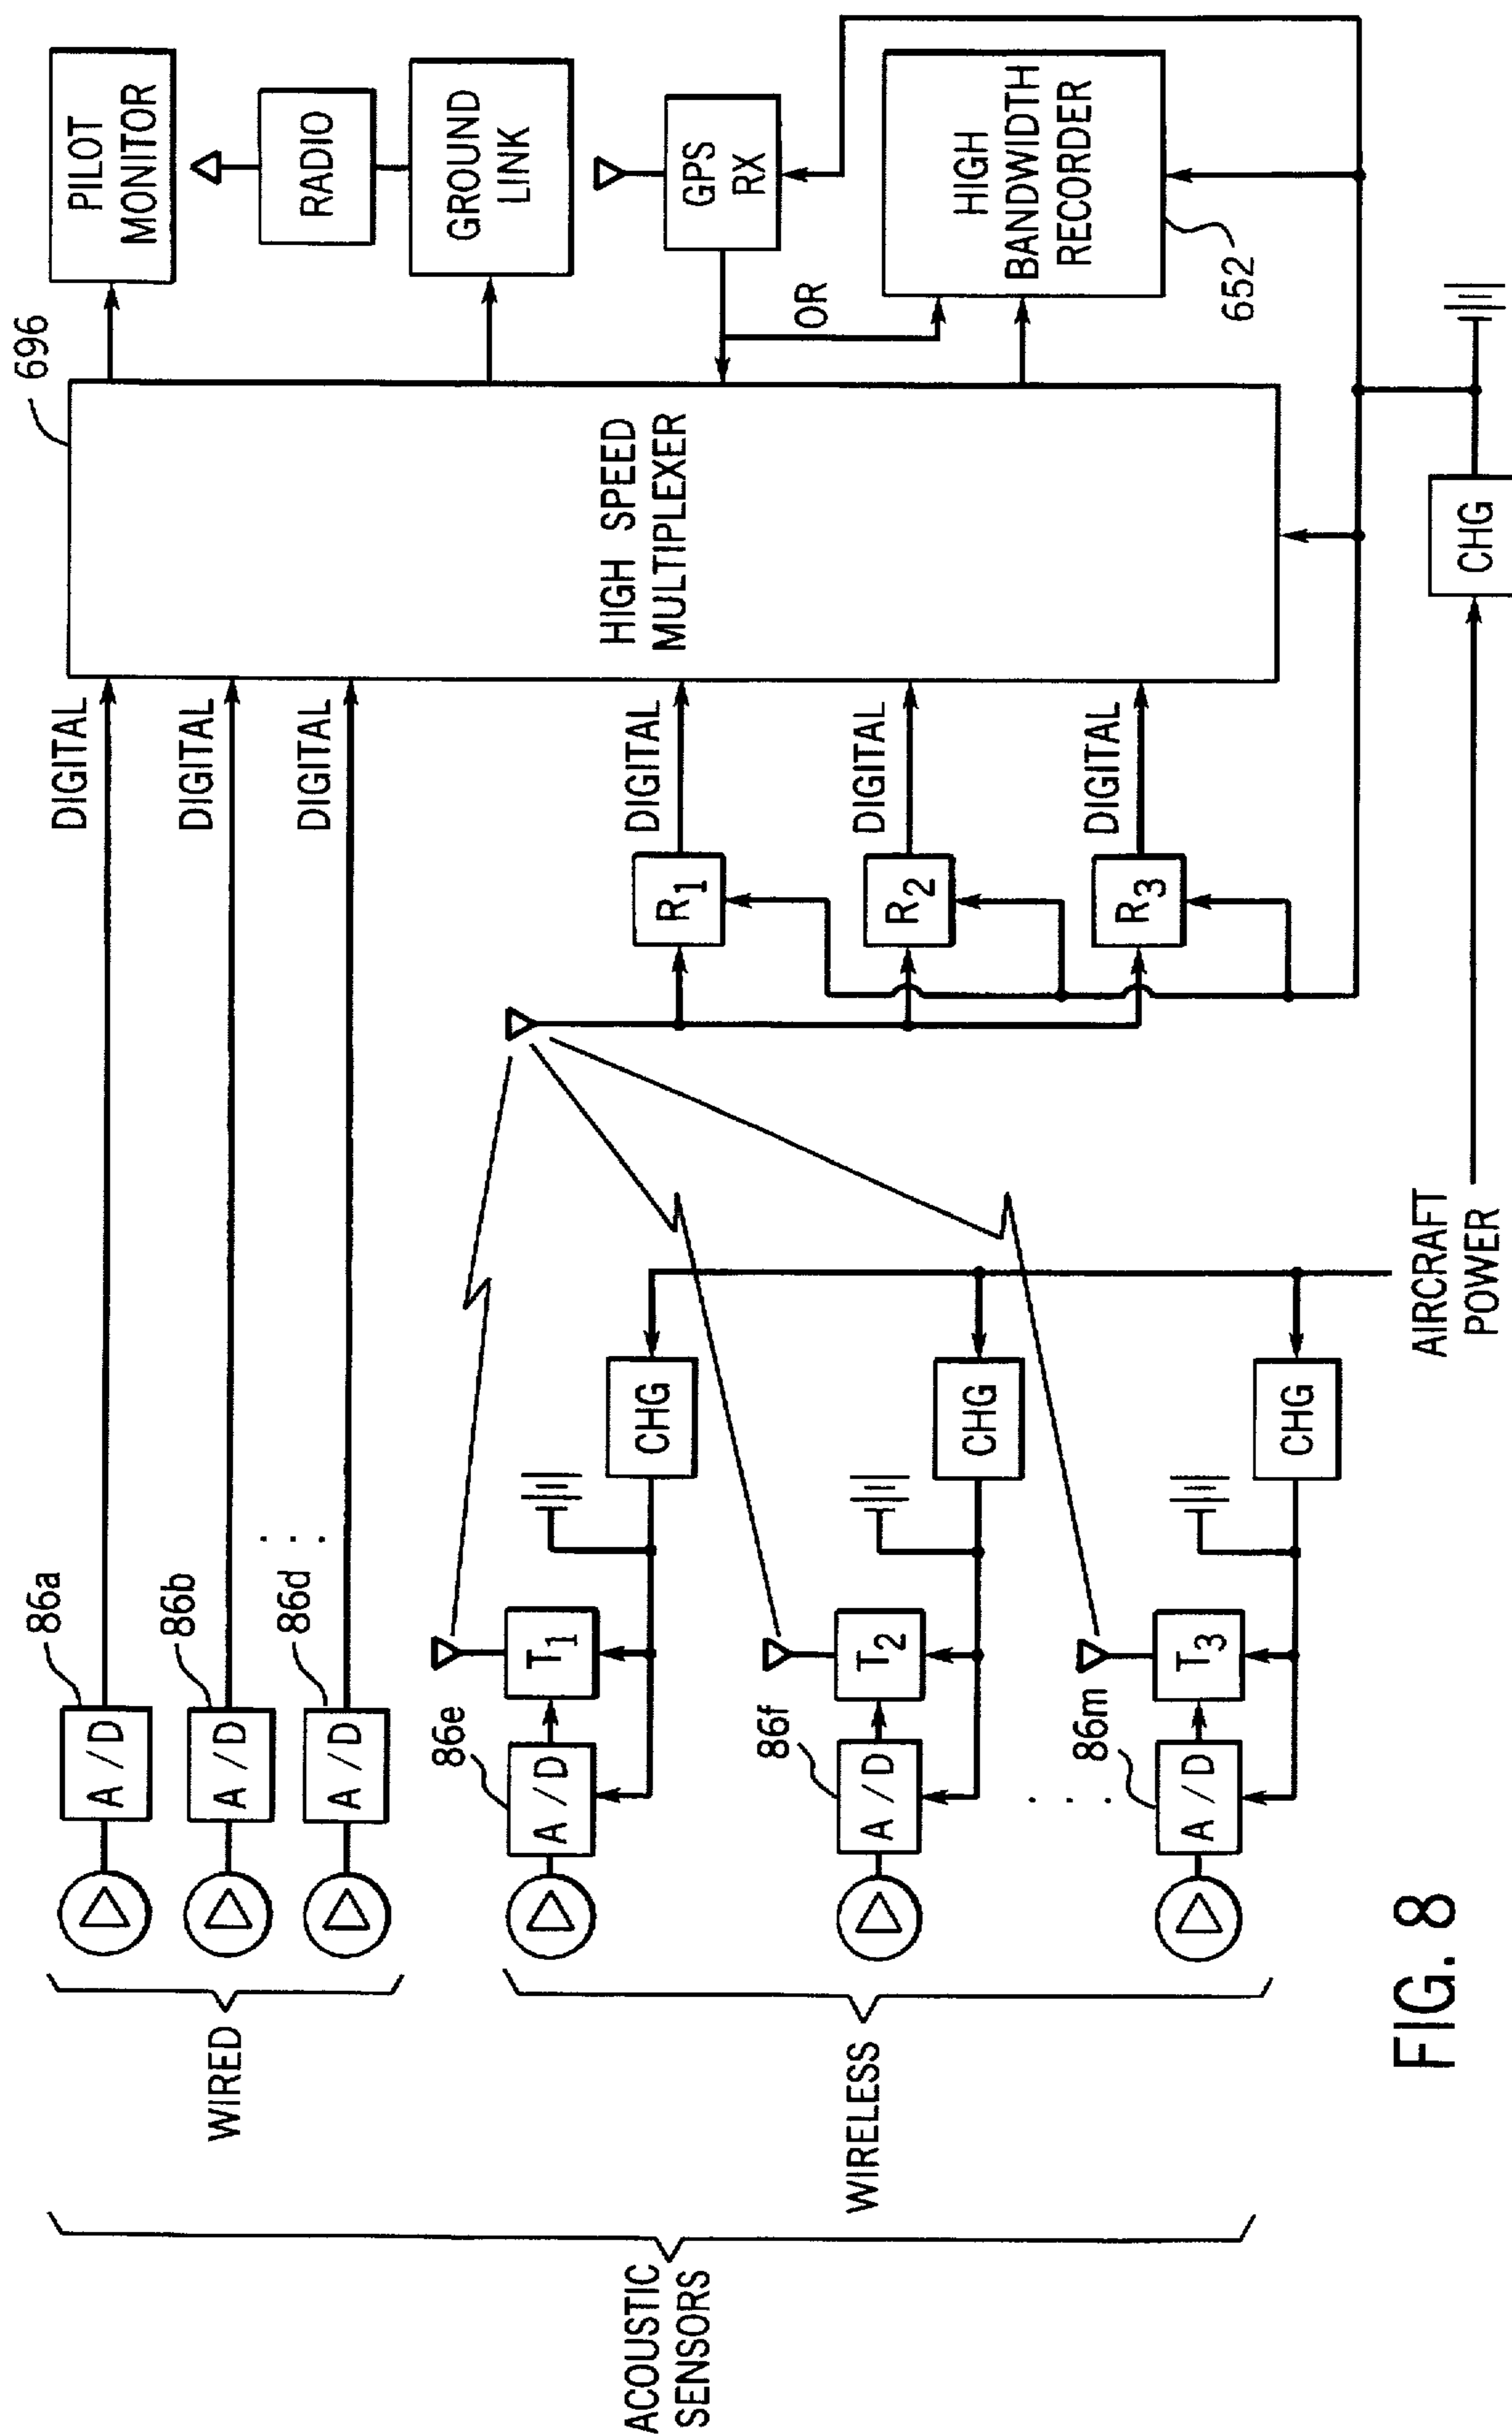 ACOUSTIC
SENSORS
WIRED
WIRELESS
A/D
86a
A/D
86b
A/D
86d
DIGITAL
DIGITAL
DIGITAL
86e
A/D
T1
CHG
86f
A/D
T2
CHG
86m
A/D
T3
CHG
AIRCRAFT
POWER
R1
DIGITAL
R2
DIGITAL
R3
DIGITAL
696
HIGH SPEED
MULTIPLEXER
PILOT
MONITOR
RADIO
GROUND
LINK
GPS
RX
OR
HIGH
BANDWIDTH
RECORDER
652
CHG
FIG. 8